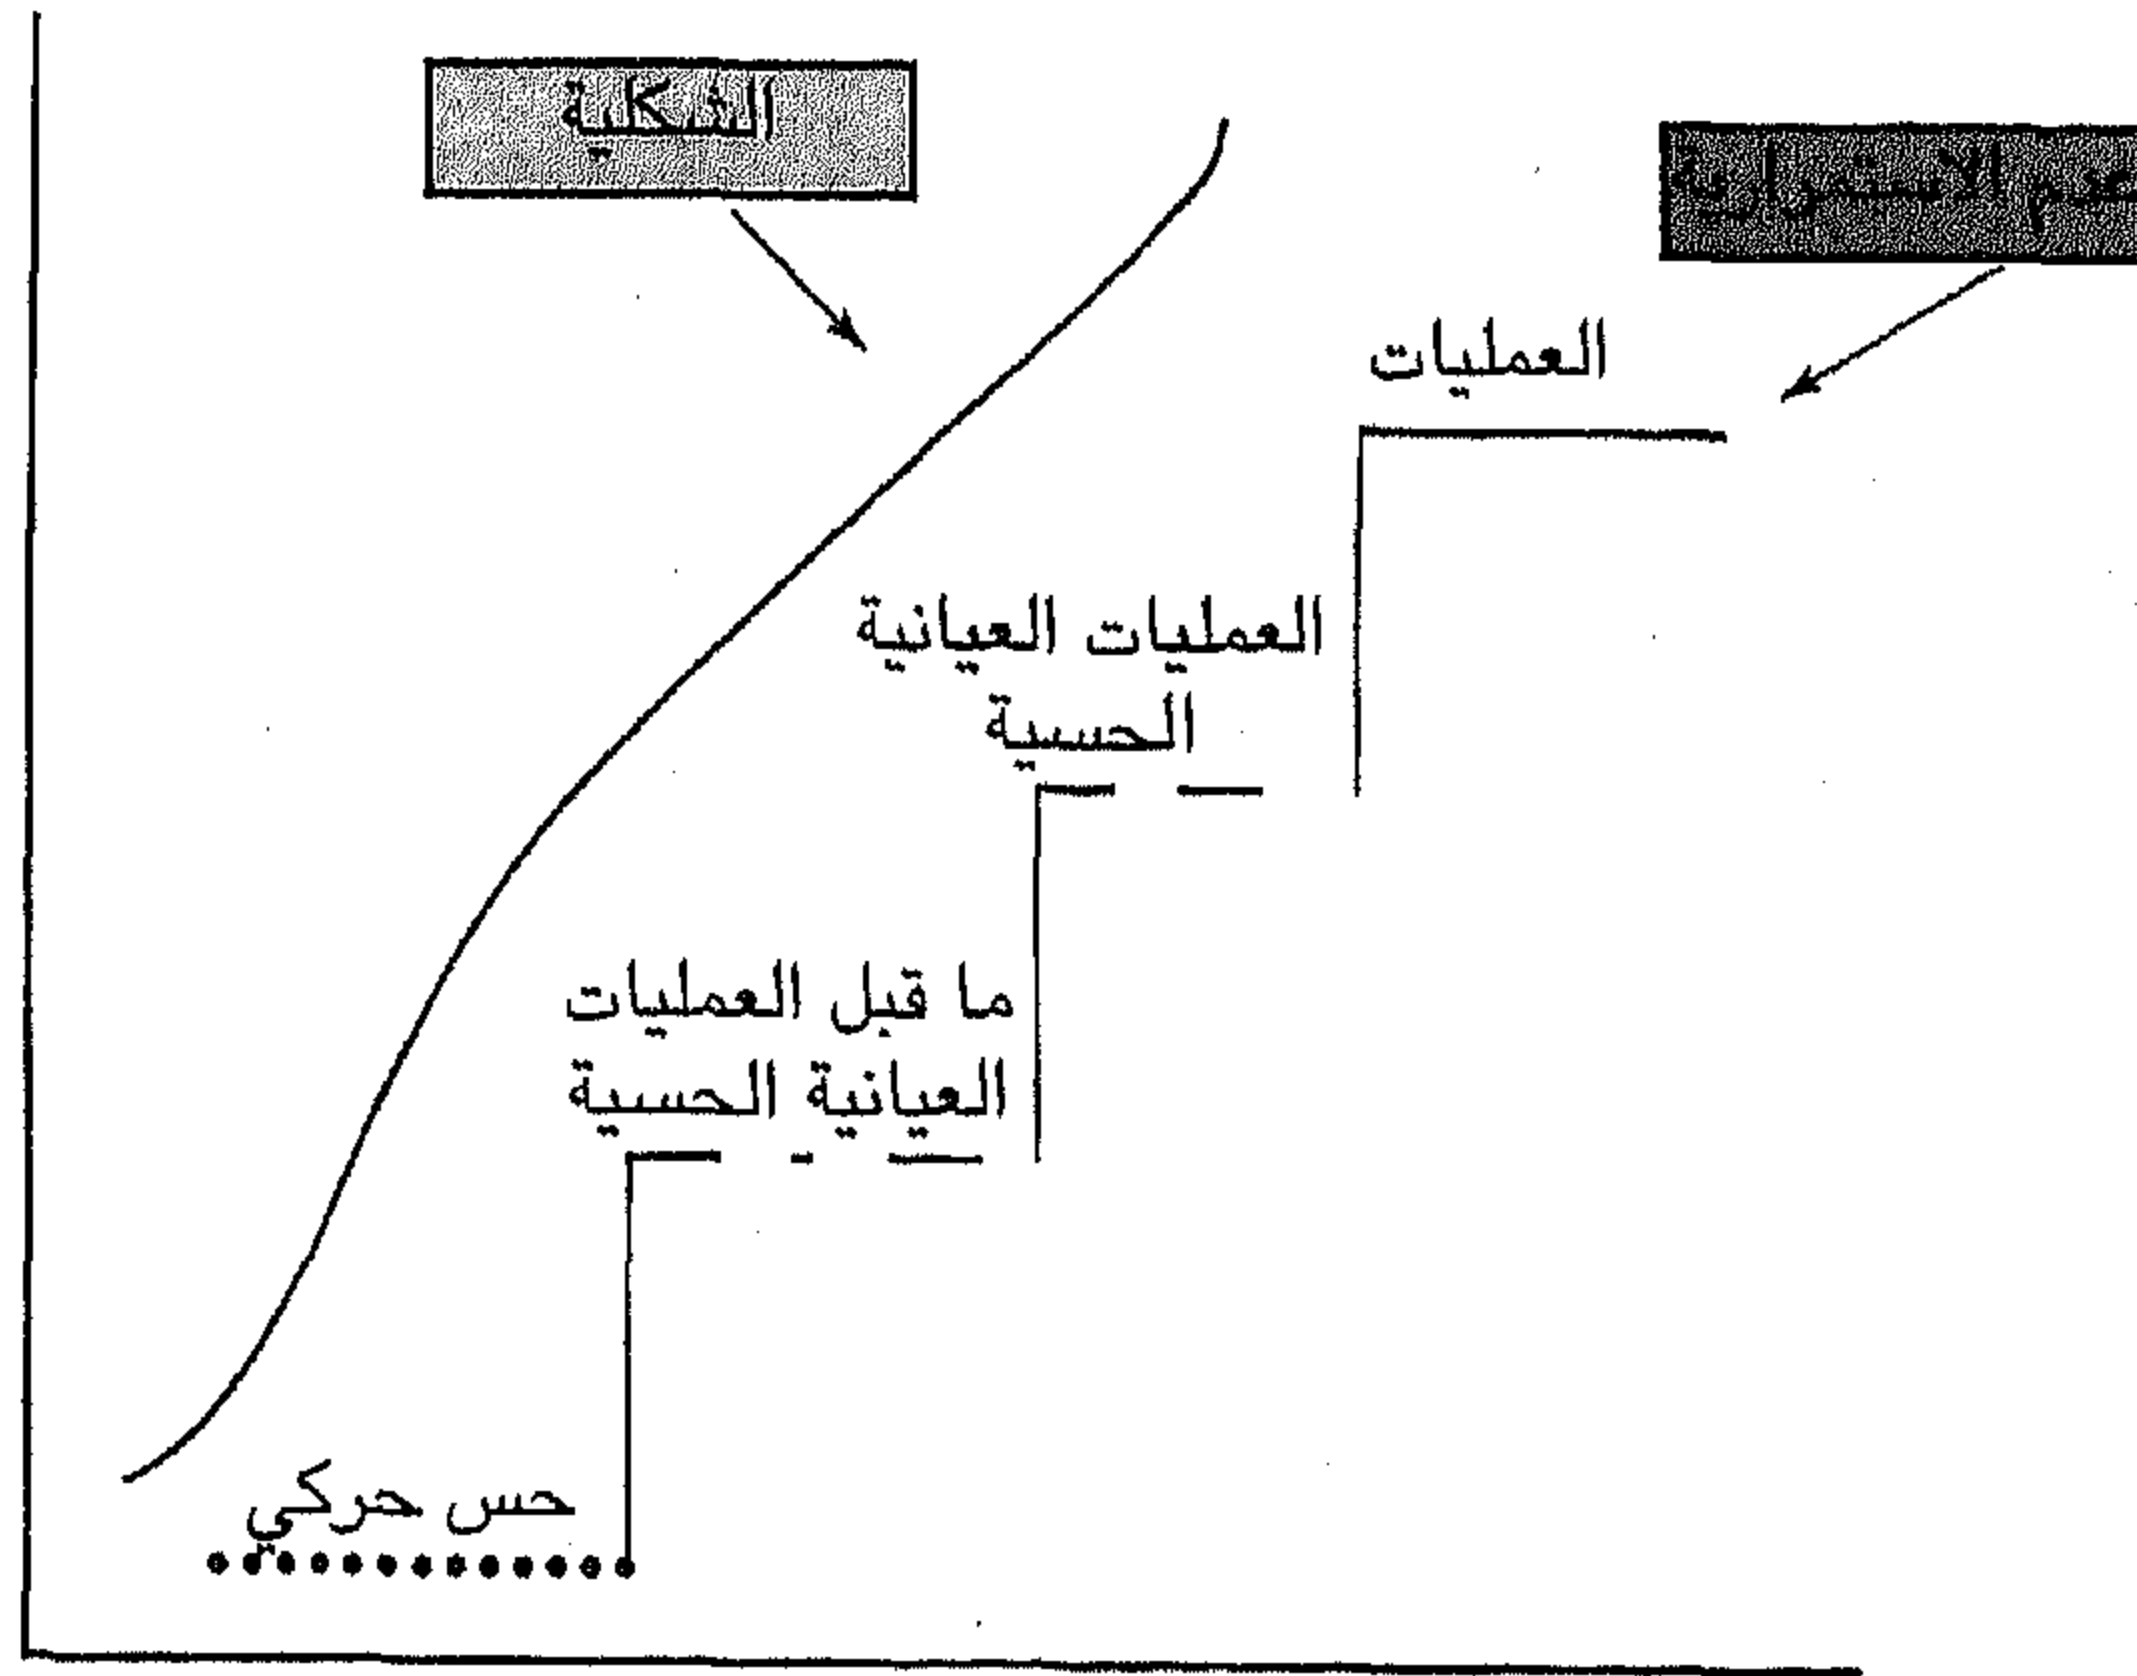 الشكلية
عدم الاستمرارية
العمليات
العمليات العيانية
الحسية
ما قبل العمليات
العيانية الحسية
حس حركي